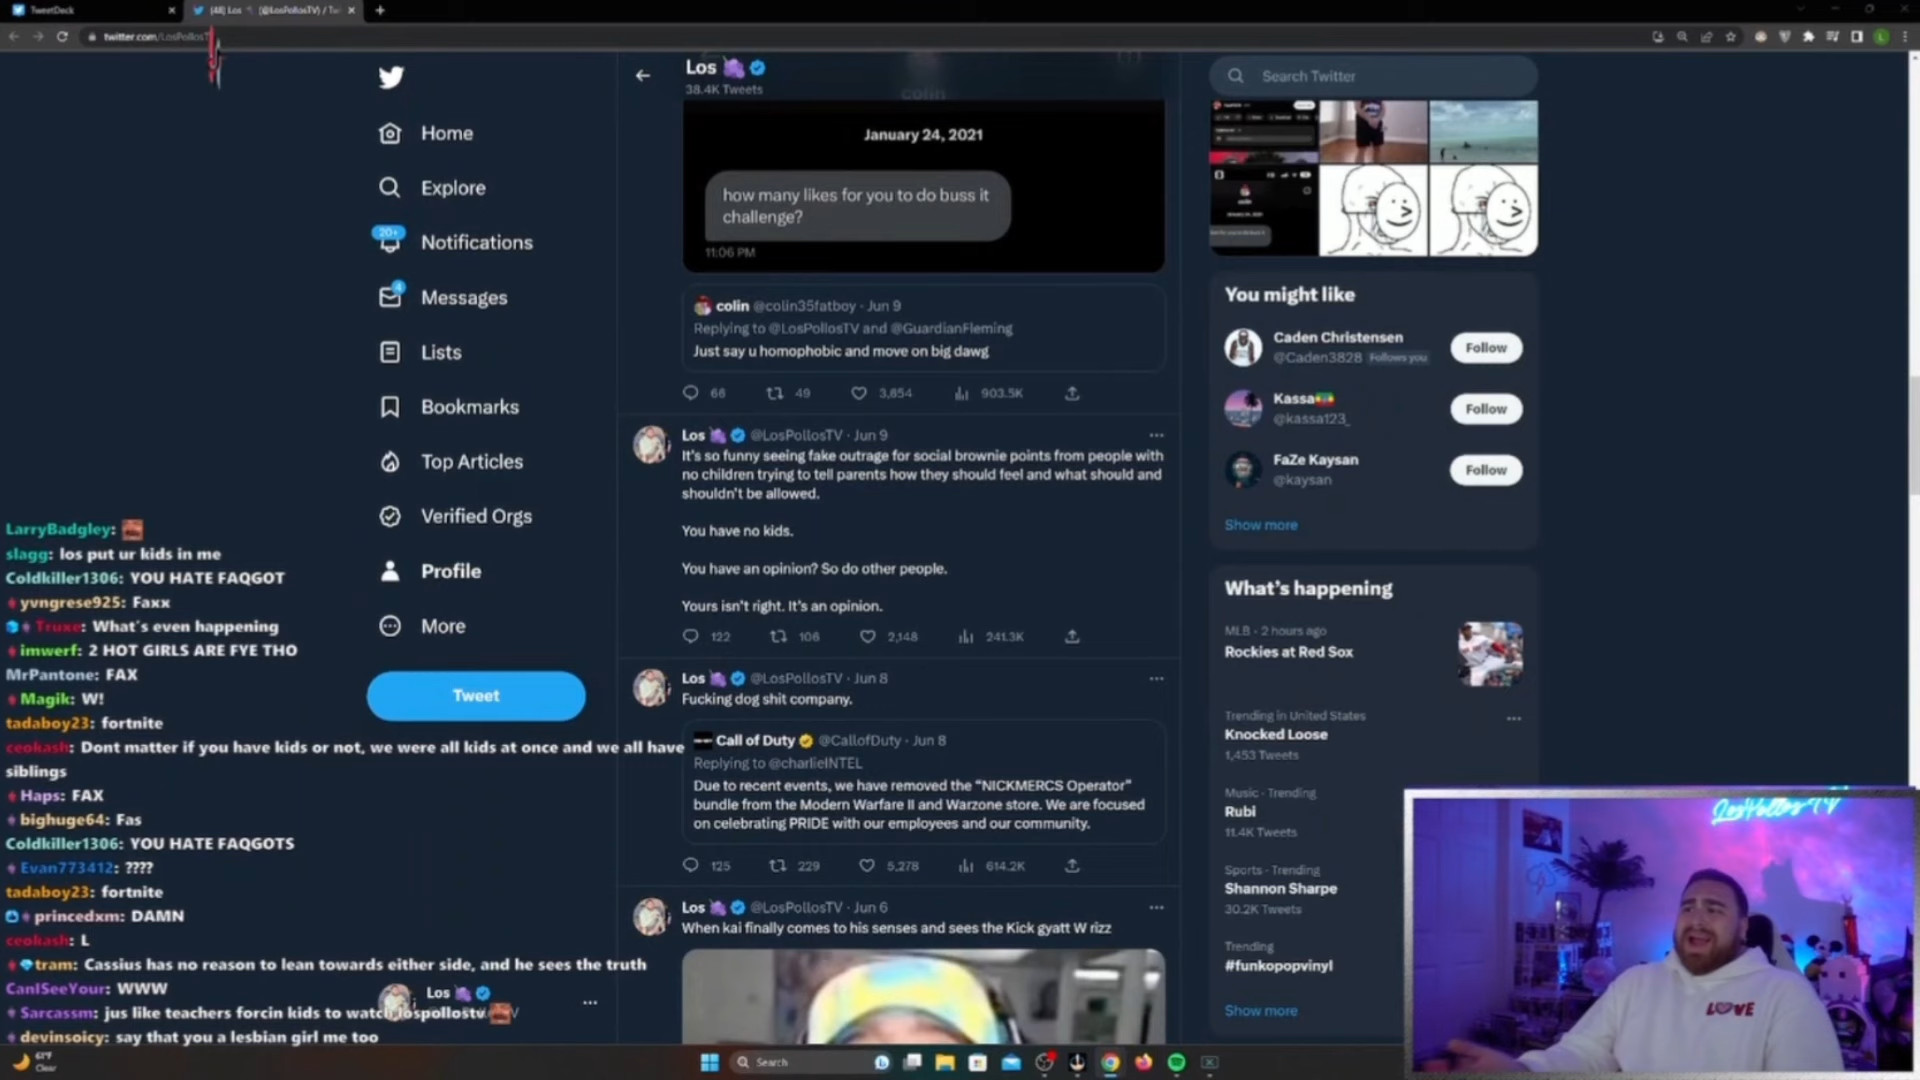 TweetDeck
(48) Los (@LosPollosTV) / Tw
twitter.com/LosPollosT
Home
Explore
20+
Notifications
4
Messages
Lists
Bookmarks
Top Articles
Verified Orgs
Profile
More
Tweet
Los
38.4K Tweets
colin
January 24, 2021
how many likes for you to do buss it
challenge?
11:06 PM
colin @colin35fatboy · Jun 9
Replying to @LosPollosTV and @GuardianFleming
Just say u homophobic and move on big dawg
66 49 3,654 903.5K
Los @LosPollosTV · Jun 9
It's so funny seeing fake outrage for social brownie points from people with
no children trying to tell parents how they should feel and what should and
shouldn't be allowed.
You have no kids.
You have an opinion? So do other people.
Yours isn't right. It's an opinion.
122 106 2,148 241.3K
Los @LosPollosTV · Jun 8
Fucking dog shit company.
Call of Duty @CallofDuty · Jun 8
Replying to @charlieINTEL
Due to recent events, we have removed the "NICKMERCS Operator"
bundle from the Modern Warfare II and Warzone store. We are focused
on celebrating PRIDE with our employees and our community.
125 229 5,278 614.2K
Los @LosPollosTV · Jun 6
When kai finally comes to his senses and sees the Kick gyatt W rizz
Search Twitter
You might like
Caden Christensen
@Caden3828 Follows you
Follow
Kassa
@kassa123_
Follow
FaZe Kaysan
@kaysan
Follow
Show more
What's happening
MLB · 2 hours ago
Rockies at Red Sox
Trending in United States
Knocked Loose
1,453 Tweets
Music · Trending
Rubi
11.4K Tweets
Sports · Trending
Shannon Sharpe
30.2K Tweets
Trending
#funkopopvinyl
Show more
LarryBadgley:
slagg: los put ur kids in me
Coldkiller1306: YOU HATE FAQGOT
yvngrese925: Faxx
Truxe: What's even happening
imwerf: 2 HOT GIRLS ARE FYE THO
MrPantone: FAX
Magik: W!
tadaboy23: fortnite
ceokash: Dont matter if you have kids or not, we were all kids at once and we all have
siblings
Haps: FAX
bighuge64: Fas
Coldkiller1306: YOU HATE FAQGOTS
Evan773412: ????
tadaboy23: fortnite
princedxm: DAMN
ceokash: L
tram: Cassius has no reason to lean towards either side, and he sees the truth
CanISeeYour: WWW
Los
Sarcassm: jus like teachers forcin kids to watch lospollostv
devinsoicy: say that you a lesbian girl me too
LosPollosTV
LOVE
61°F
Clear
Search